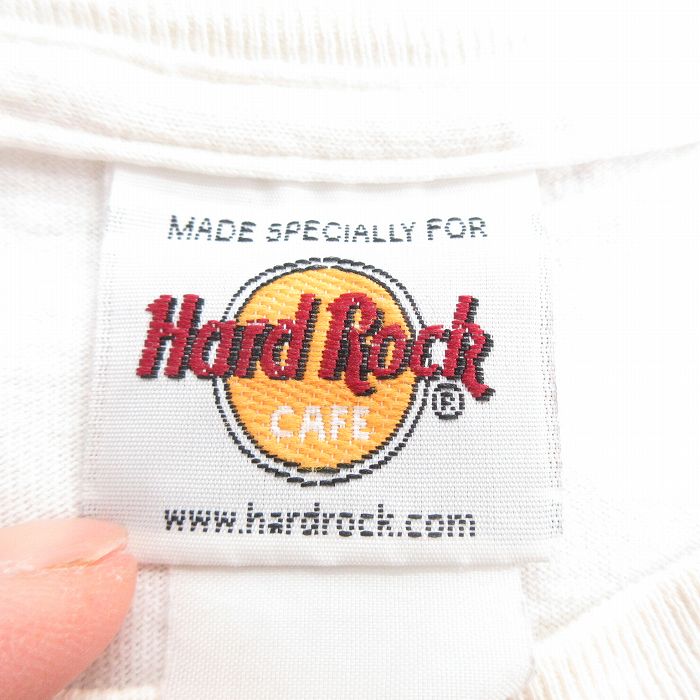 MADE SPECIALLY FOR
Hard Rock
CAFE ®
www.hardrock.com